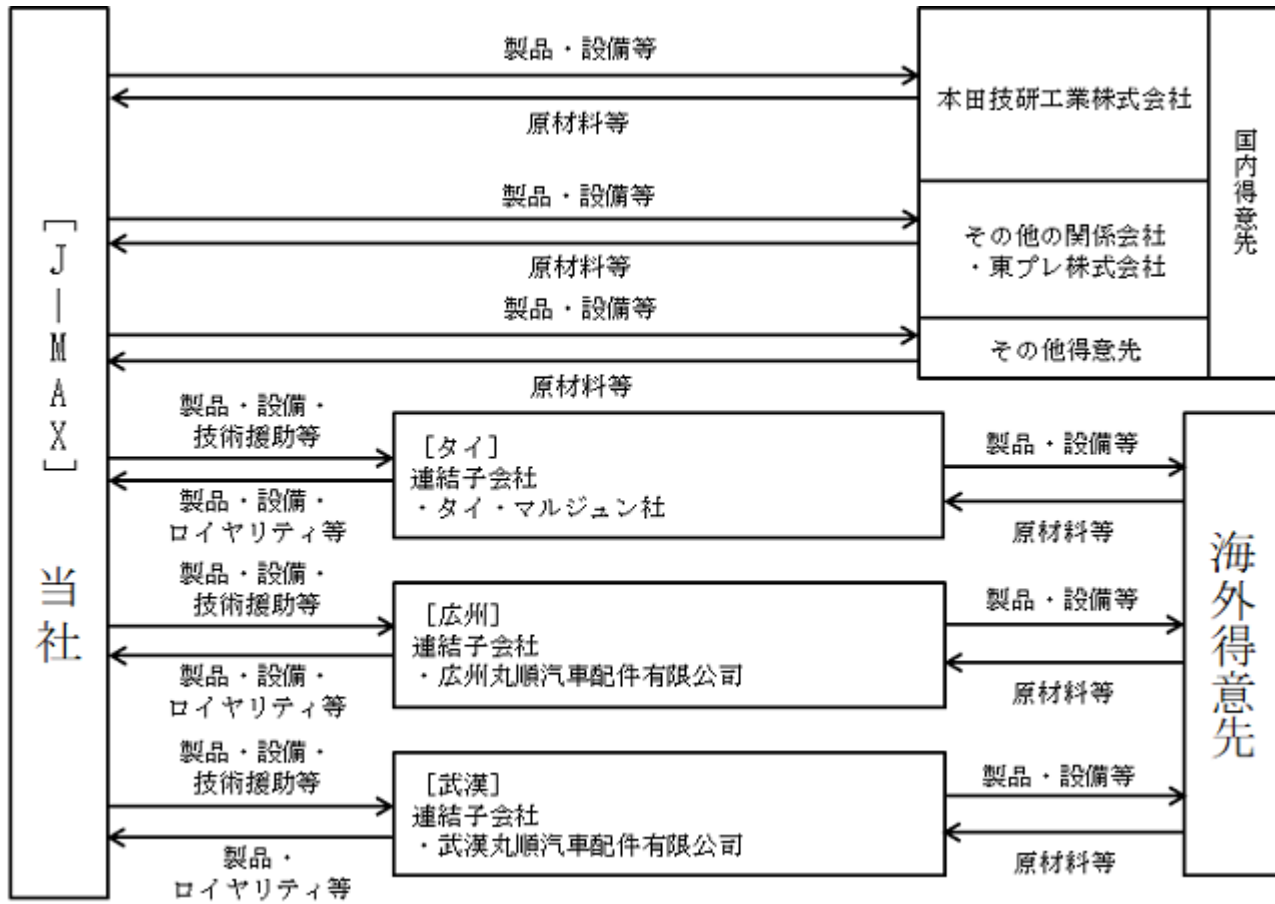 製品・設備等
原材料等
本田技研工業株式会社
製品・設備等
原材料等
その他の関係会社
・東プレ株式会社
製品・設備等
原材料等
その他得意先
国内得意先
[J－MAX]
当社
製品・設備・
技術援助等
製品・設備・
ロイヤリティ等
[タイ]
連結子会社
・タイ・マルジュン社
製品・設備等
原材料等
製品・設備・
技術援助等
製品・設備・
ロイヤリティ等
[広州]
連結子会社
・広州丸順汽車配件有限公司
製品・設備等
原材料等
製品・設備・
技術援助等
製品・
ロイヤリティ等
[武漢]
連結子会社
・武漢丸順汽車配件有限公司
製品・設備等
原材料等
海外得意先